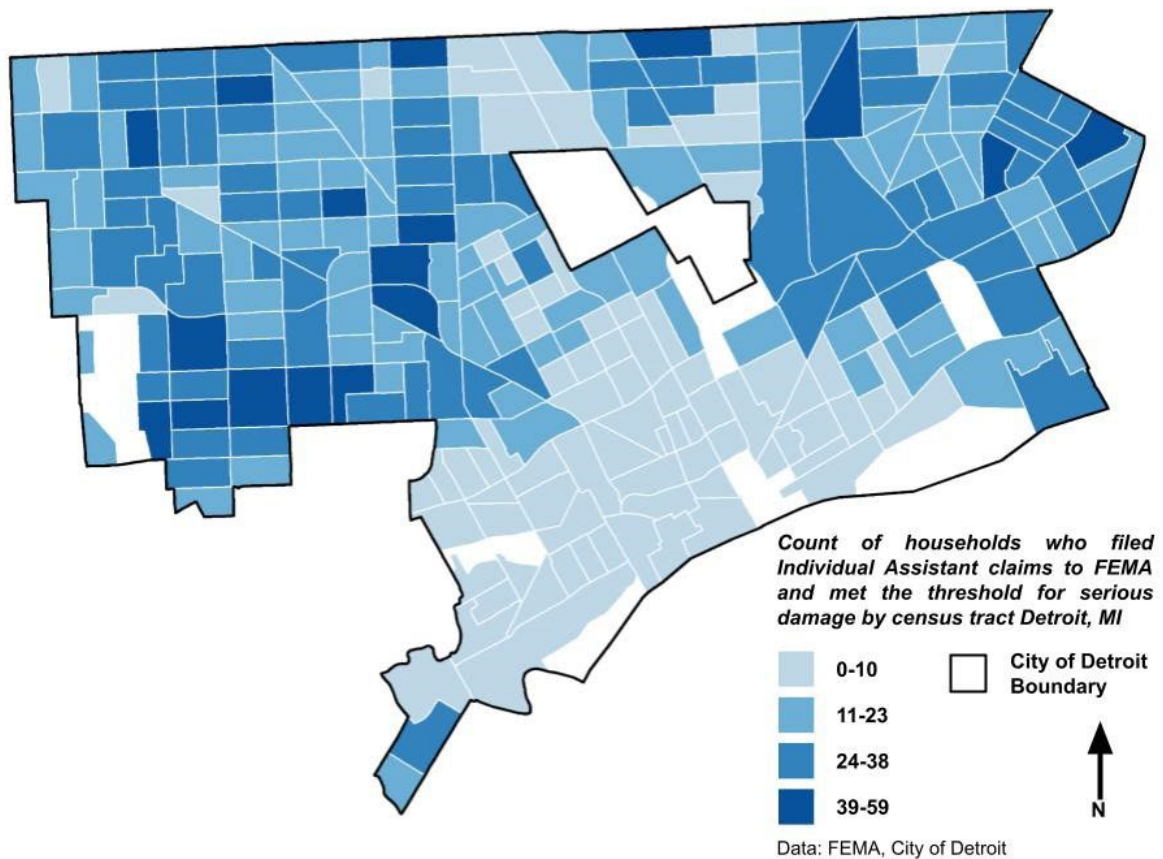 Count of households who filed
Individual Assistant claims to FEMA
and met the threshold for serious
damage by census tract Detroit, MI
0-10
11-23
24-38
39-59
City of Detroit
Boundary
N
Data: FEMA, City of Detroit